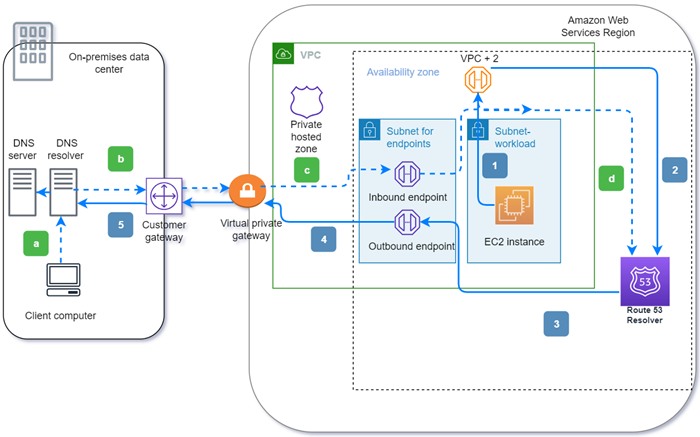 Amazon Web
Services Region
On-premises data
center
VPC
VPC + 2
Availability zone
Private
hosted
zone
Subnet for
endpoints
Subnet-
workload
DNS
server
DNS
resolver
b
c
1
2
d
Inbound endpoint
a
5
Customer
gateway
Virtual private
gateway
4
Outbound endpoint
EC2 instance
53
Client computer
3
Route 53
Resolver